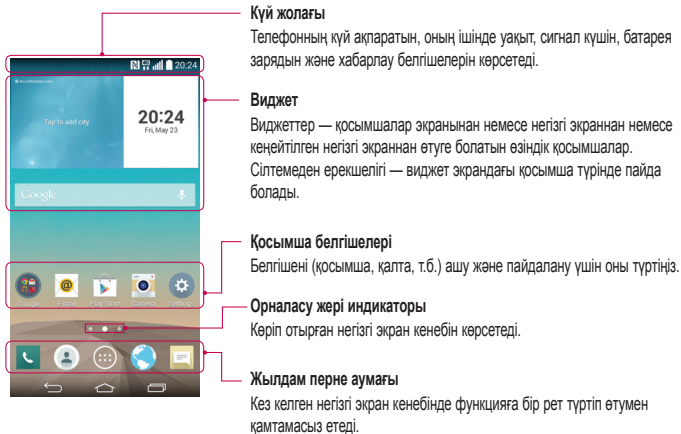 Күй жолағы
Телефонның күй ақпаратын, оның ішінде уақыт, сигнал күшін, батарея
зарядын және хабарлау белгішелерін көрсетеді.
20:24
AccuWeather.com
Tap to add city
20:24
Fri, May 23
Google
Виджет
Виджеттер — қосымшалар экранынан немесе негізгі экраннан немесе
кеңейтілген негізгі экраннан өтуге болатын өзіндік қосымшалар.
Сілтемеден ерекшелігі — виджет экрандағы қосымша түрінде пайда
болады.
Қосымша белгішелері
Белгішені (қосымша, қалта, т.б.) ашу және пайдалану үшін оны түртіңіз.
Google
Email
Play Store
Camera
Settings
Орналасу жері индикаторы
Көріп отырған негізгі экран кенебін көрсетеді.
Жылдам перне аумағы
Кез келген негізгі экран кенебінде функцияға бір рет түртіп өтумен
қамтамасыз етеді.